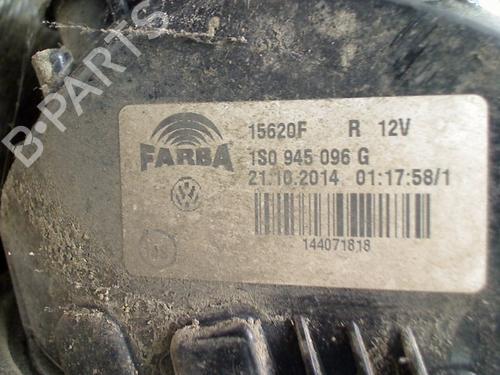 B-PARTS
15620F R 12V
FARBA
1S0 945 096 G
21.10.2014 01:17:58/1
144071818